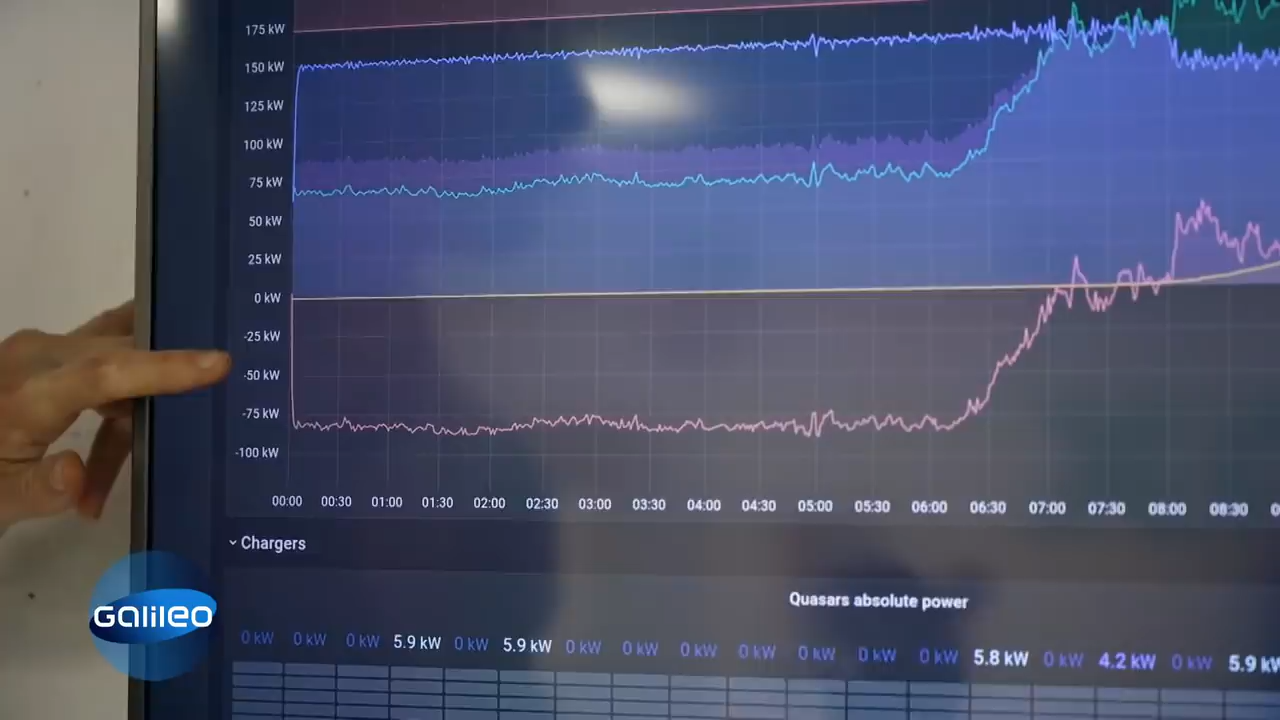 175 kW
150 kW
125 kW
100 kW
75 kW
50 kW
25 kW
0 kW
-25 kW
-50 kW
-75 kW
-100 kW
00:00 00:30 01:00 01:30 02:00 02:30 03:00 03:30 04:00 04:30 05:00 05:30 06:00 06:30 07:00 07:30 08:00 08:30
Chargers
Quasars absolute power
0 kW 0 kW 0 kW 5.9 kW 0 kW 5.9 kW 0 kW 0 kW 0 kW 0 kW 0 kW 0 kW 0 kW 5.8 kW 0 kW 4.2 kW 0 kW 5.9 kW
Galileo